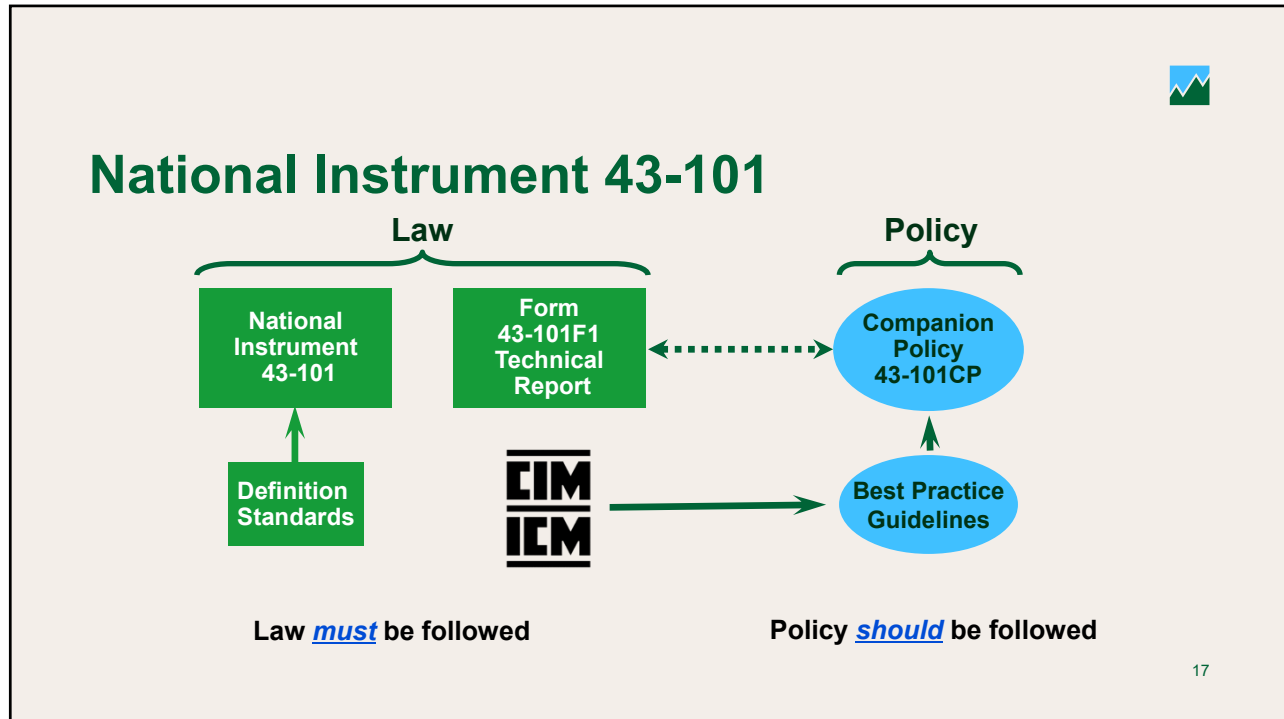 National Instrument 43-101
Law
Policy
National
Instrument
43-101
Form
43-101F1
Technical
Report
Companion
Policy
43-101CP
Definition
Standards
CIM
ICM
Best Practice
Guidelines
Law must be followed
Policy should be followed
17